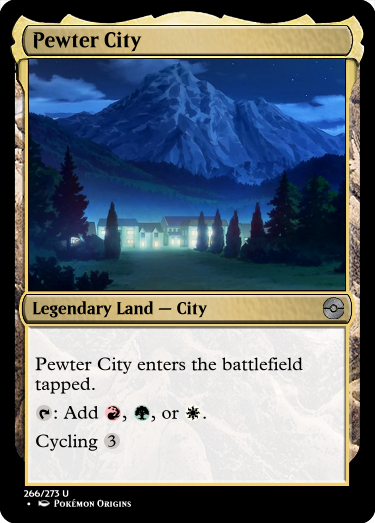 Pewter City
Legendary Land — City
Pewter City enters the battlefield
tapped.
: Add , , or .
Cycling 3
266/273 U
• Pokémon Origins